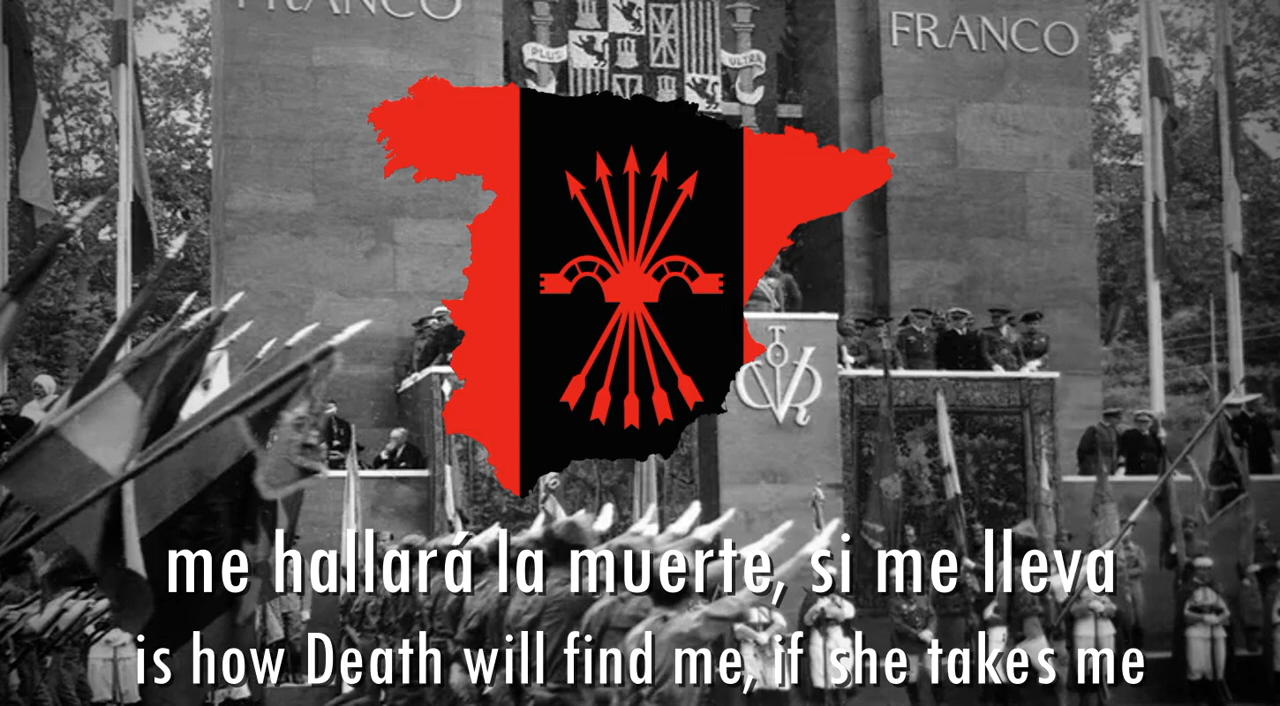 FRANCO
FRANCO
PLUS
ULTRA
me hallará la muerte, si me lleva
is how Death will find me, if she takes me